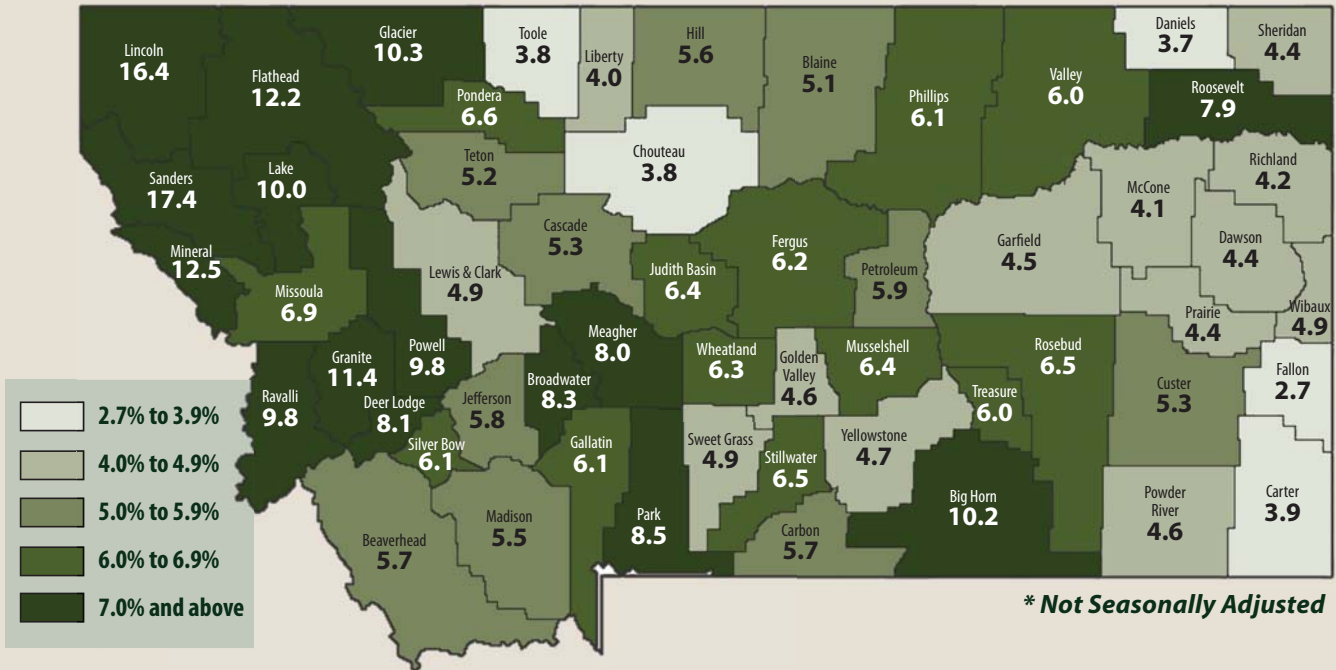 Lincoln
16.4
Flathead
12.2
Glacier
10.3
Toole
3.8
Liberty
4.0
Hill
5.6
Blaine
5.1
Phillips
6.1
Valley
6.0
Daniels
3.7
Sheridan
4.4
Roosevelt
7.9
Pondera
6.6
Teton
5.2
Chouteau
3.8
Sanders
17.4
Lake
10.0
Richland
4.2
McCone
4.1
Mineral
12.5
Missoula
6.9
Lewis & Clark
4.9
Cascade
5.3
Judith Basin
6.4
Fergus
6.2
Petroleum
5.9
Garfield
4.5
Dawson
4.4
Prairie
4.4
Wibaux
4.9
Ravalli
9.8
Granite
11.4
Powell
9.8
Deer Lodge
8.1
Silver Bow
6.1
Jefferson
5.8
Broadwater
8.3
Meagher
8.0
Wheatland
6.3
Golden
Valley
4.6
Musselshell
6.4
Treasure
6.0
Rosebud
6.5
Custer
5.3
Fallon
2.7
Gallatin
6.1
Sweet Grass
4.9
Stillwater
6.5
Yellowstone
4.7
Beaverhead
5.7
Madison
5.5
Park
8.5
Carbon
5.7
Big Horn
10.2
Powder
River
4.6
Carter
3.9
2.7% to 3.9%
4.0% to 4.9%
5.0% to 5.9%
6.0% to 6.9%
7.0% and above
* Not Seasonally Adjusted